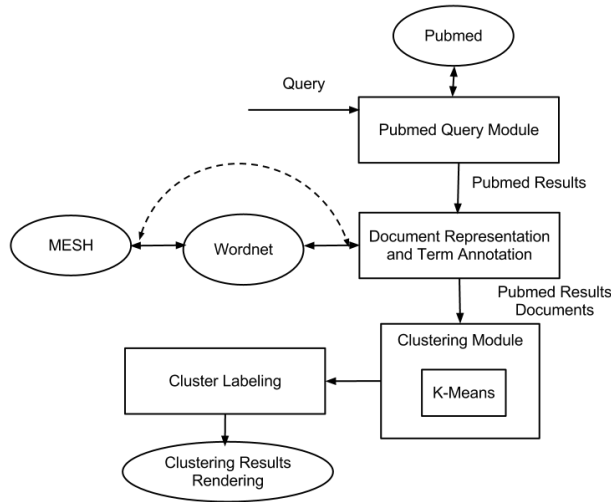 Pubmed
Query
Pubmed Query Module
Pubmed Results
MESH
Wordnet
Document Representation
and Term Annotation
Pubmed Results
Documents
Clustering Module
K-Means
Cluster Labeling
Clustering Results
Rendering